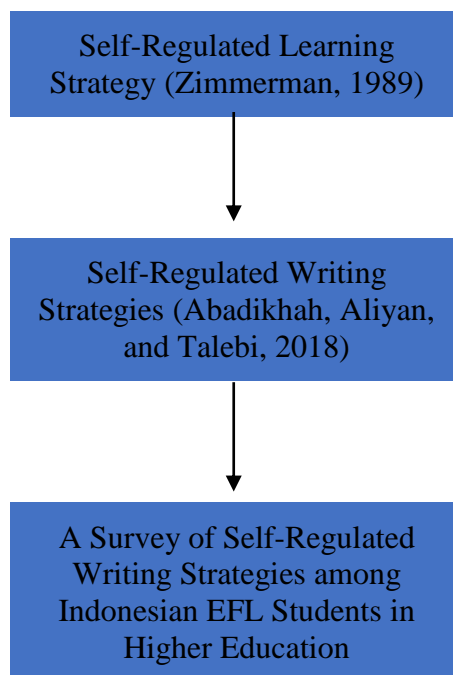 Self-Regulated Learning
Strategy (Zimmerman, 1989)
Self-Regulated Writing
Strategies (Abadikhah, Aliyan,
and Talebi, 2018)
A Survey of Self-Regulated
Writing Strategies among
Indonesian EFL Students in
Higher Education